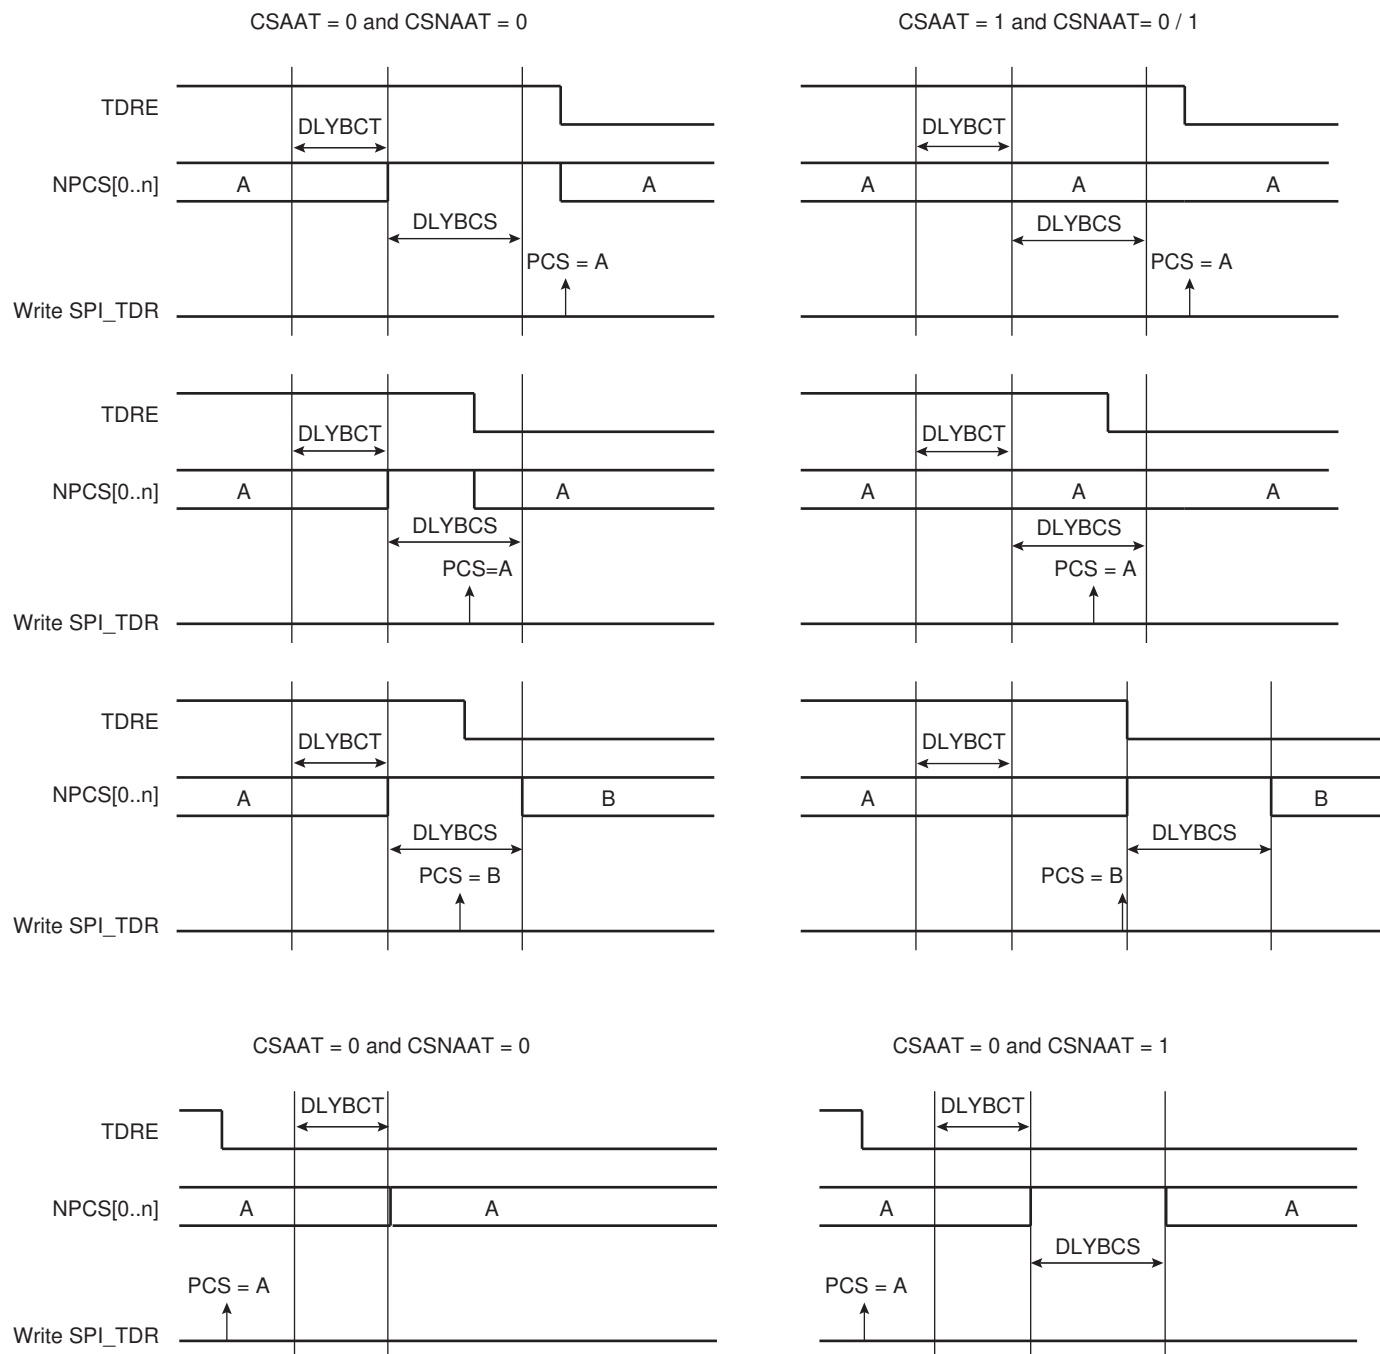 CSAAT = 0 and CSNAAT = 0
CSAAT = 1 and CSNAAT= 0 / 1
TDRE
DLYBCT
DLYBCT
NPCS[0..n]
A
A
A
A
A
DLYBCS
DLYBCS
PCS = A
PCS = A
Write SPI_TDR
TDRE
DLYBCT
DLYBCT
NPCS[0..n]
A
A
A
A
A
DLYBCS
DLYBCS
PCS=A
PCS = A
Write SPI_TDR
TDRE
DLYBCT
DLYBCT
NPCS[0..n]
A
B
A
B
DLYBCS
DLYBCS
PCS = B
PCS = B
Write SPI_TDR
CSAAT = 0 and CSNAAT = 0
CSAAT = 0 and CSNAAT = 1
DLYBCT
DLYBCT
TDRE
NPCS[0..n]
A
A
A
A
DLYBCS
PCS = A
PCS = A
Write SPI_TDR